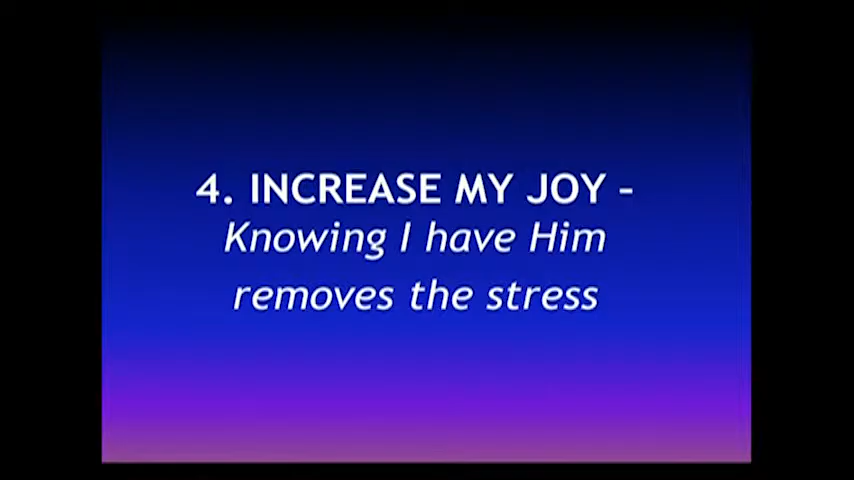 4. INCREASE MY JOY –
Knowing I have Him
removes the stress